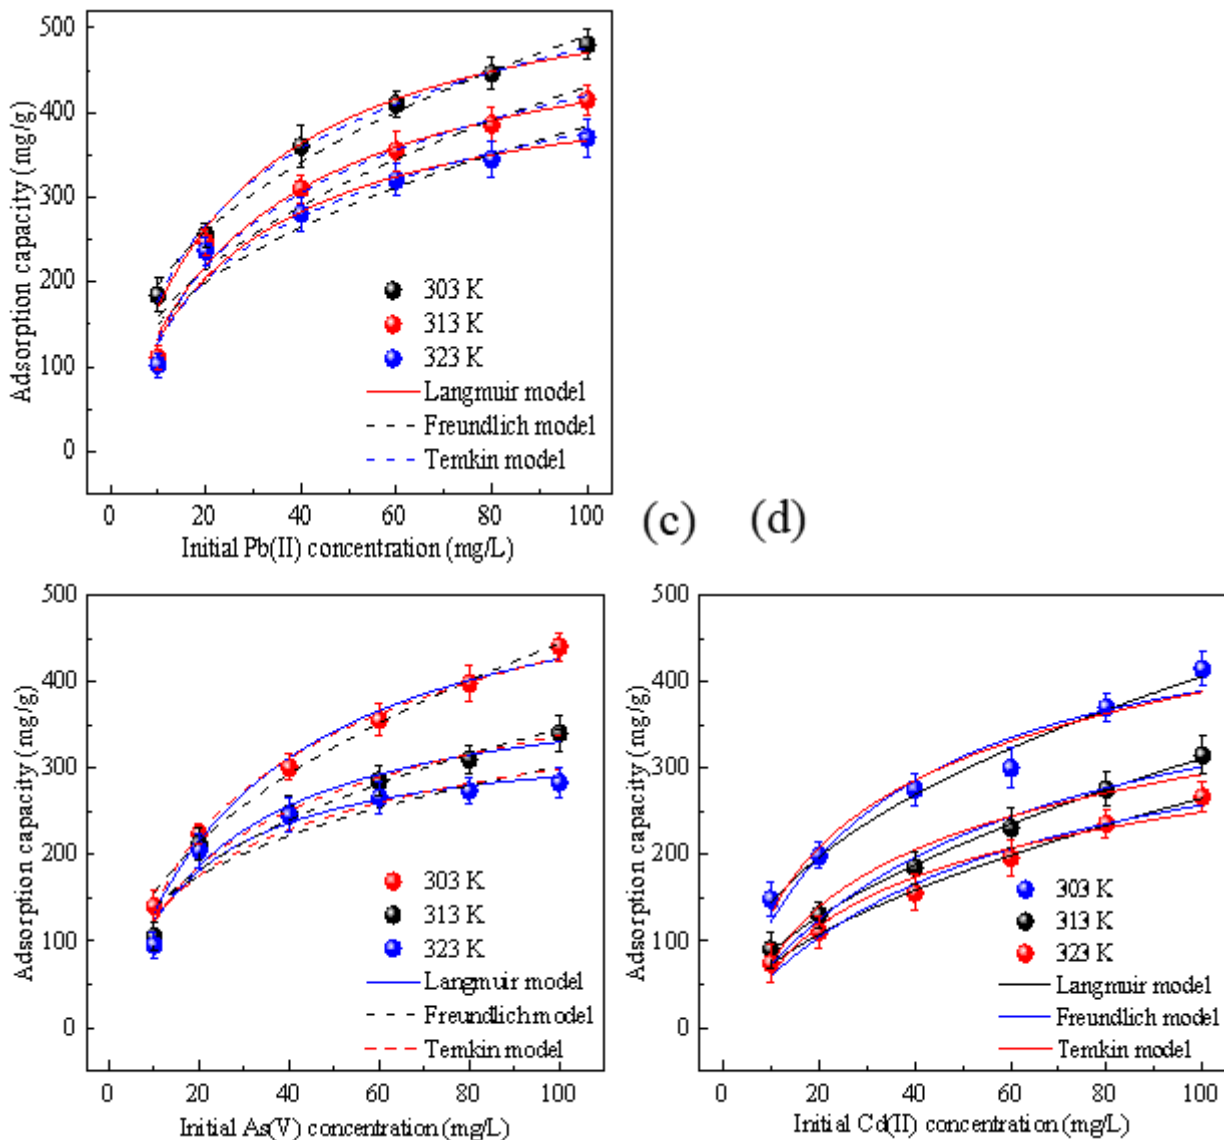 500
400
300
200
100
0
Adsorption capacity (mg/g)
303 K
313 K
323 K
Langmuir model
Freundlich model
Temkin model
0 20 40 60 80 100
Initial Pb(II) concentration (mg/L)
(c) (d)
500
400
300
200
100
0
Adsorption capacity (mg/g)
303 K
313 K
323 K
Langmuir model
Freundlich model
Temkin model
0 20 40 60 80 100
Initial As(V) concentration (mg/L)
500
400
300
200
100
0
Adsorption capacity (mg/g)
303 K
313 K
323 K
Langmuir model
Freundlich model
Temkin model
0 20 40 60 80 100
Initial Cd(II) concentration (mg/L)